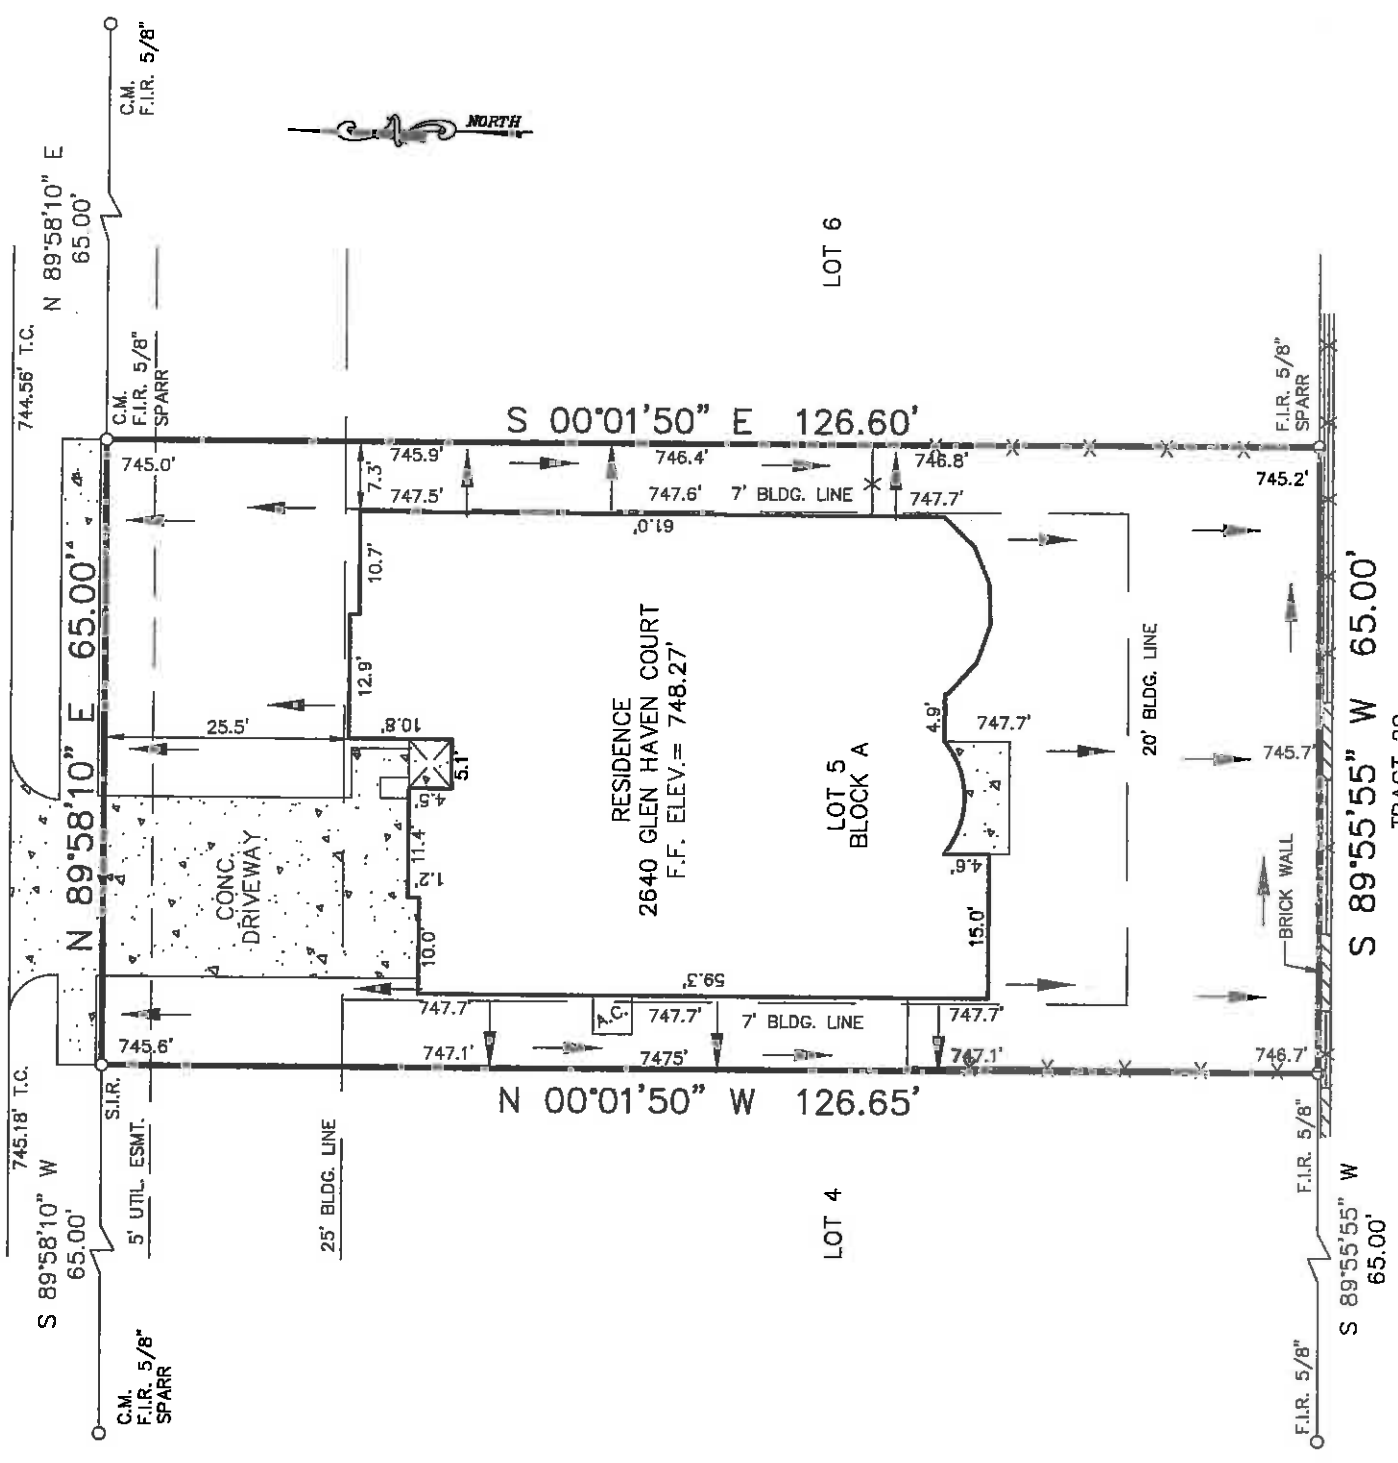 C.M.
F.I.R. 5/8"
N 89°58'10" E
65.00'
NORTH
744.56' T.C.
C.M.
F.I.R. 5/8"
SPARR
LOT 6
F.I.R. 5/8"
SPARR
S 00°01'50" E 126.60'
745.0'
745.9'
746.4'
746.8'
745.2'
7.3'
747.5'
747.6'
7' BLDG. LINE
747.7'
61.0'
N 89°58'10" E 65.00'
10.7'
12.9'
25.5'
10.8'
5.1'
4.5'
11.4'
1.2'
10.0'
CONC.
DRIVEWAY
RESIDENCE
2640 GLEN HAVEN COURT
F.F. ELEV.= 748.27'
LOT 5
BLOCK A
4.9'
747.7'
4.6'
15.0'
20' BLDG. LINE
745.7'
BRICK WALL
S 89°55'55" W 65.00'
59.3'
747.7'
A.C.
747.7'
7' BLDG. LINE
747.7'
745.6'
747.1'
7475'
747.1'
746.7'
N 00°01'50" W 126.65'
745.18' T.C.
S.I.R.
5' UTIL. ESMT.
25' BLDG. LINE
S 89°58'10" W
65.00'
LOT 4
F.I.R. 5/8"
S 89°55'55" W
65.00'
C.M.
F.I.R. 5/8"
SPARR
F.I.R. 5/8"